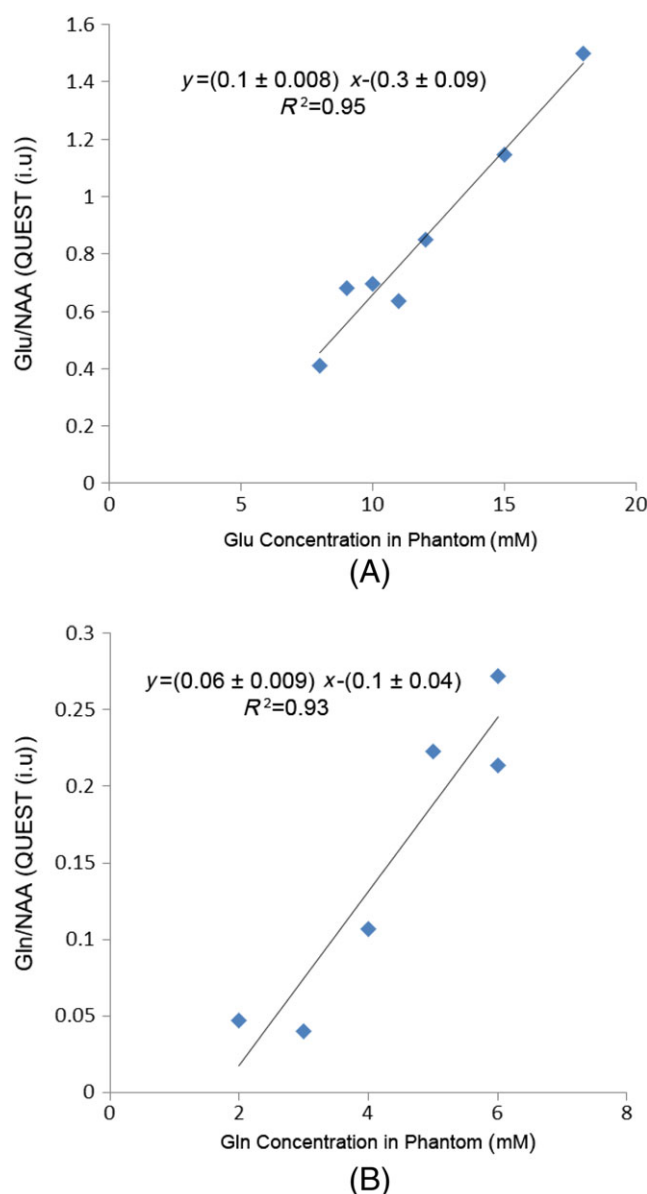 1.6
1.4
1.2
1
0.8
0.6
0.4
0.2
0
Glu/NAA (QUEST (i.u))
y=(0.1 ± 0.008) x-(0.3 ± 0.09)
R²=0.95
0 5 10 15 20
Glu Concentration in Phantom (mM)
(A)
0.3
0.25
0.2
0.15
0.1
0.05
0
Gln/NAA (QUEST (i.u))
y=(0.06 ± 0.009) x-(0.1 ± 0.04)
R²=0.93
0 2 4 6 8
Gln Concentration in Phantom (mM)
(B)